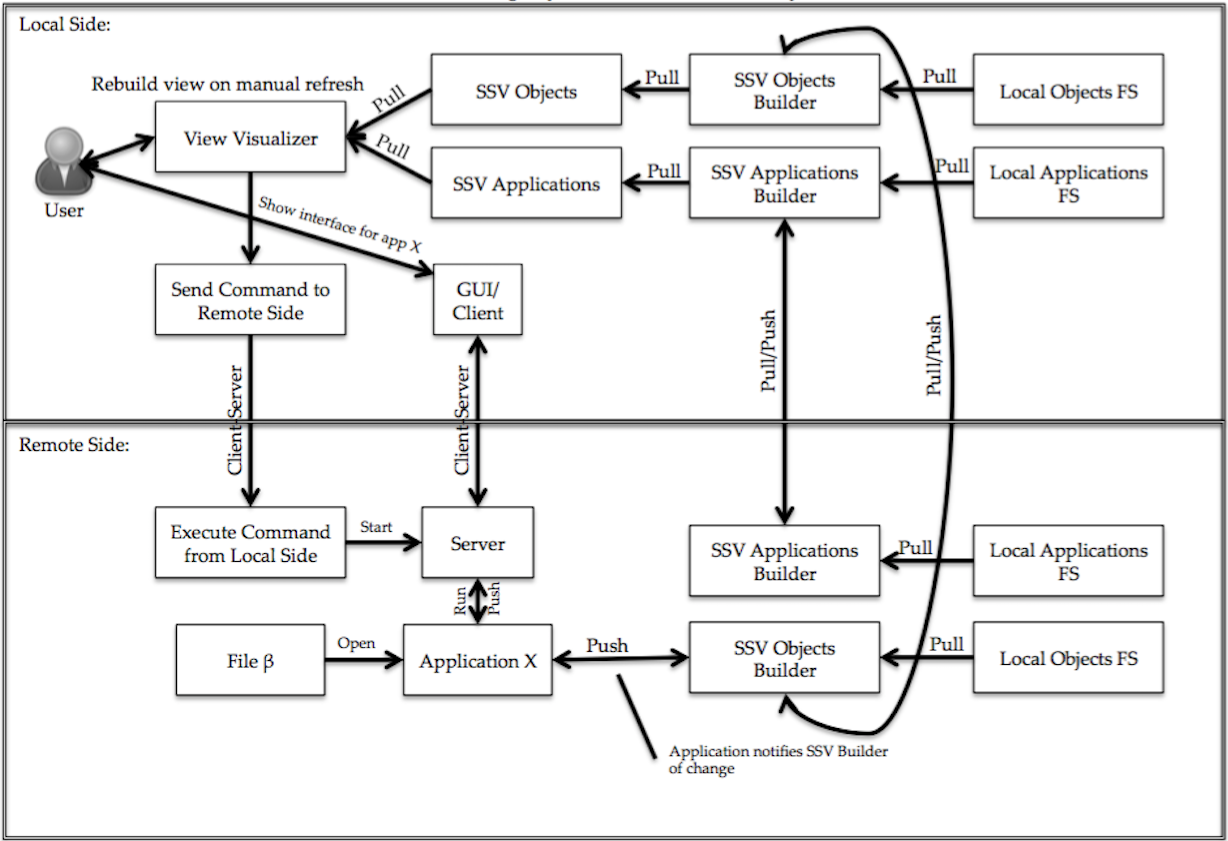 Local Side:
Rebuild view on manual refresh
View Visualizer
User
Pull
Pull
SSV Objects
Pull
SSV Objects
Builder
Pull
Local Objects FS
SSV Applications
Pull
SSV Applications
Builder
Pull
Local Applications
FS
Show interface for app X
Send Command to
Remote Side
GUI/
Client
Client-Server
Client-Server
Pull/Push
Pull/Push
Remote Side:
Execute Command
from Local Side
Start
Server
Run
Push
File β
Open
Application X
Push
SSV Applications
Builder
Pull
Local Applications
FS
SSV Objects
Builder
Pull
Local Objects FS
Application notifies SSV Builder
of change